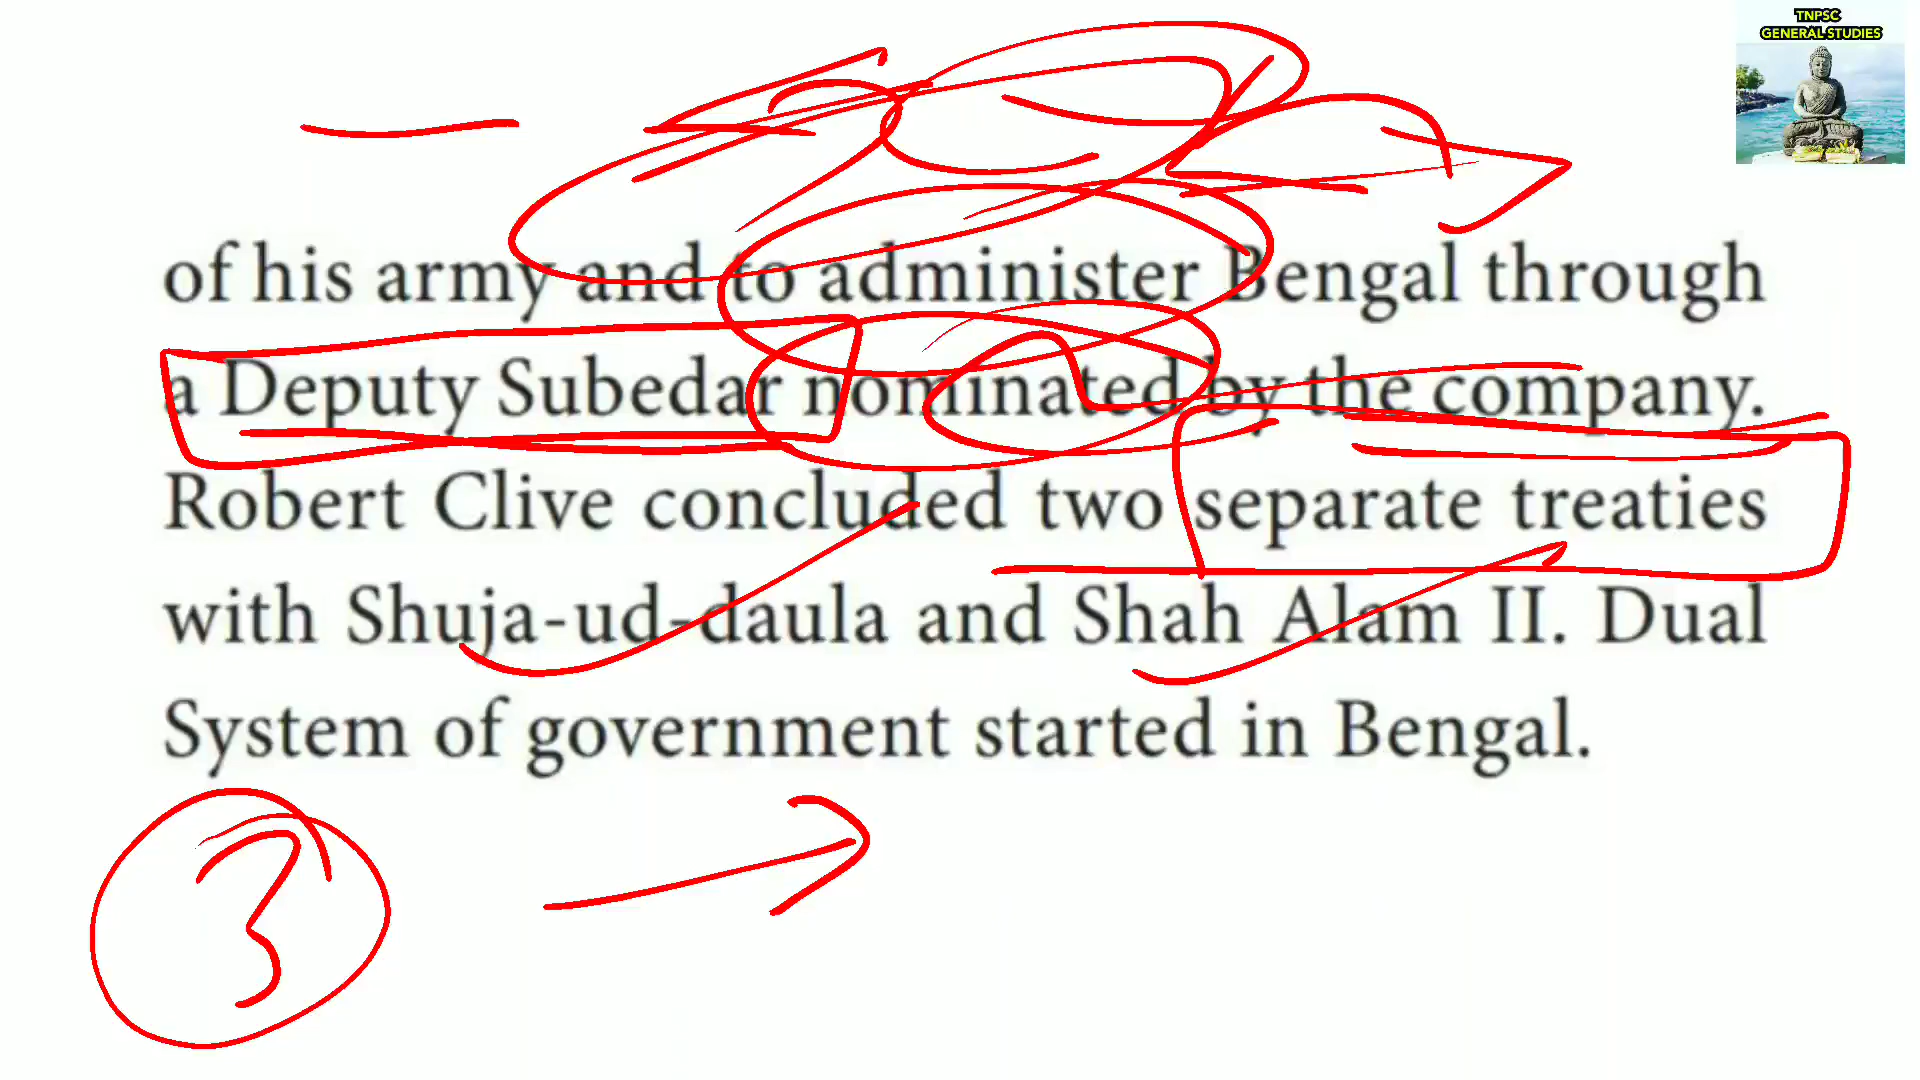 TNPSC
GENERAL STUDIES
of his army and to administer Bengal through
a Deputy Subedar nominated by the company.
Robert Clive concluded two separate treaties
with Shuja-ud-daula and Shah Alam II. Dual
System of government started in Bengal.
3